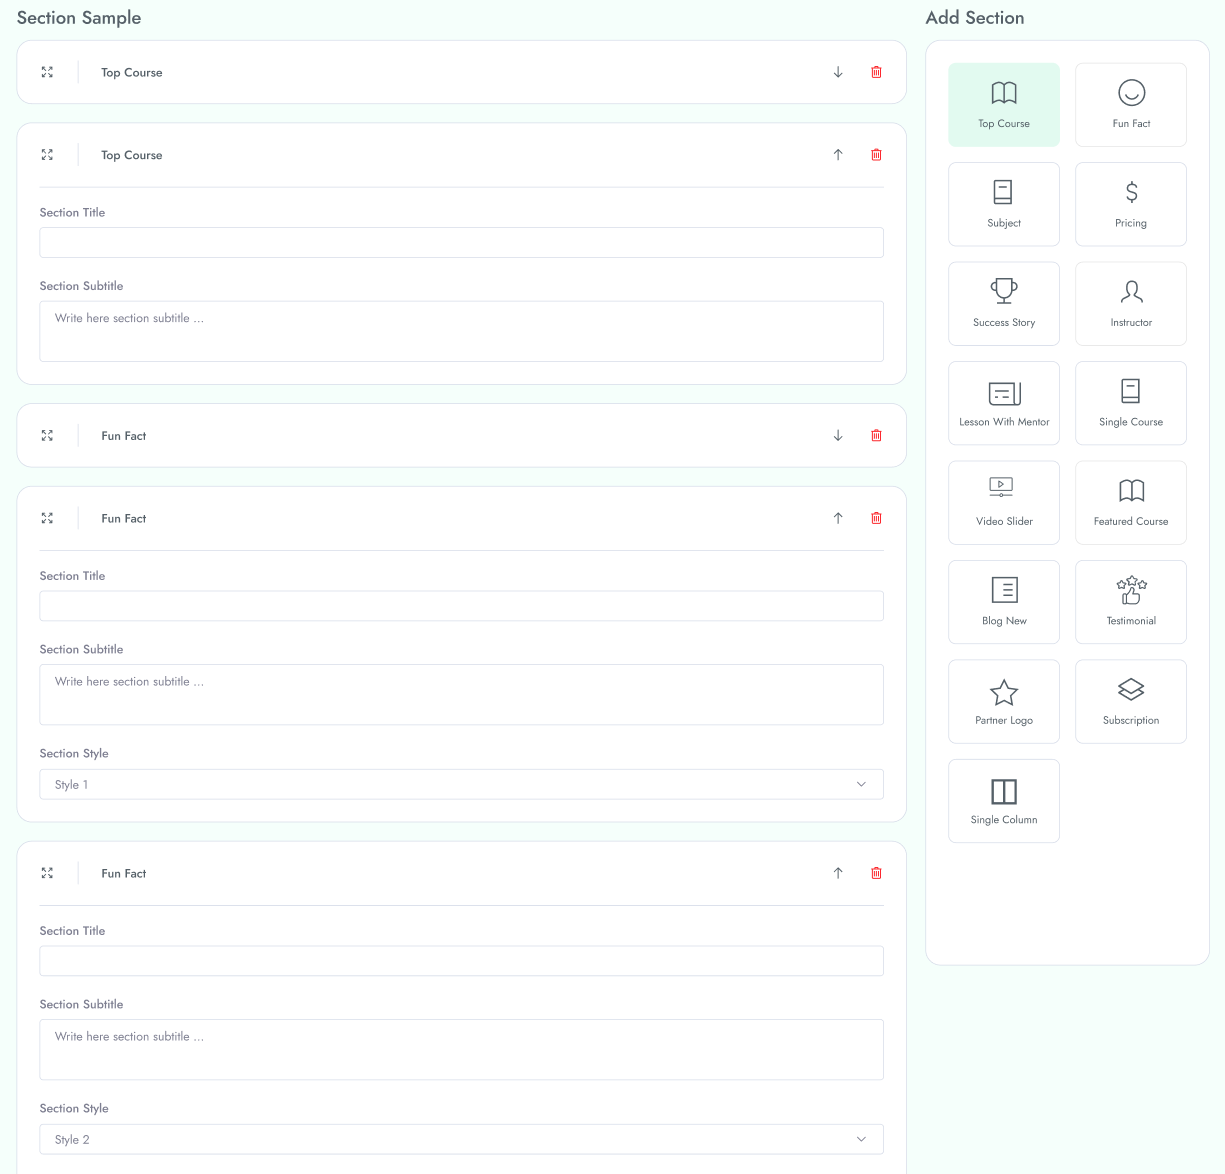 Section Sample
Top Course
Top Course
Section Title
Section Subtitle
Write here section subtitle ...
Fun Fact
Fun Fact
Section Title
Section Subtitle
Write here section subtitle ...
Section Style
Style 1
Fun Fact
Section Title
Section Subtitle
Write here section subtitle ...
Section Style
Style 2
Add Section
Top Course
Fun Fact
Subject
Pricing
Success Story
Instructor
Lesson With Mentor
Single Course
Video Slider
Featured Course
Blog New
Testimonial
Partner Logo
Subscription
Single Column